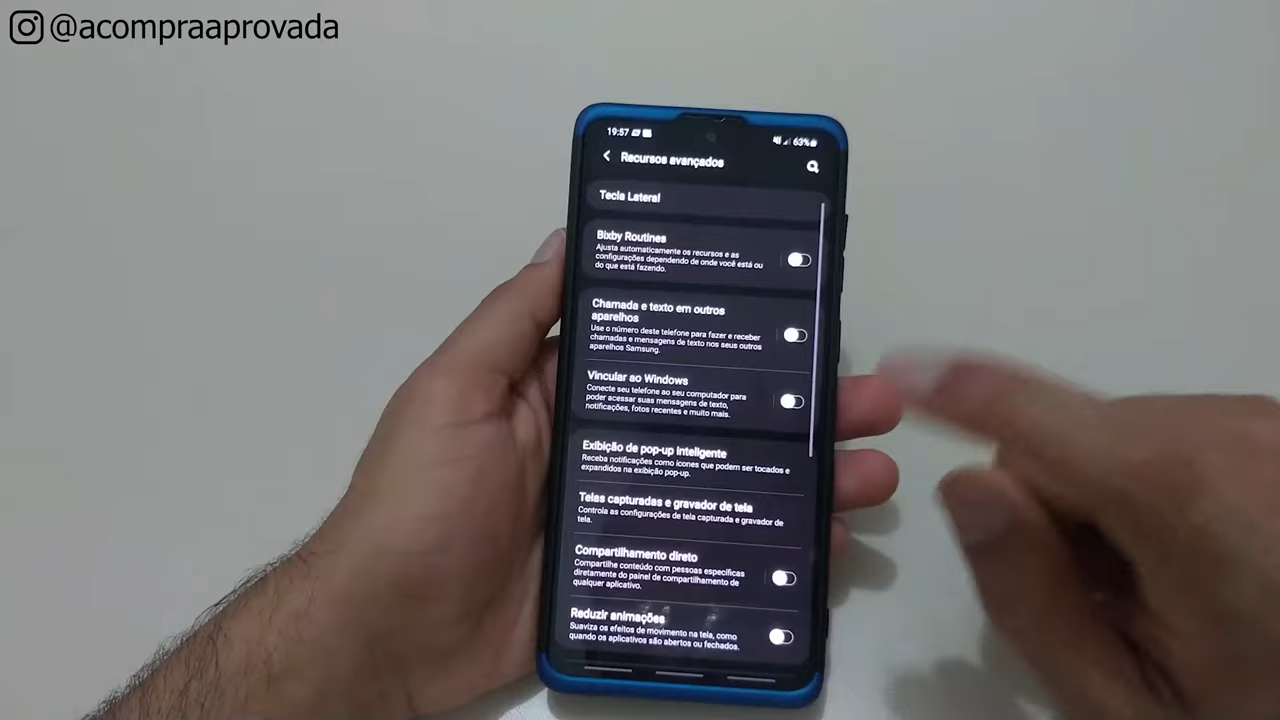 @acompraaprovada
19:57
63%
Recursos avançados
Tecla Lateral
Bixby Routines
Ajusta automaticamente os recursos e as
configurações dependendo de onde você está ou
do que está fazendo.
Chamada e texto em outros
aparelhos
Use o número deste telefone para fazer e receber
chamadas e mensagens de texto nos seus outros
aparelhos Samsung.
Vincular ao Windows
Conecte seu telefone ao seu computador para
poder acessar suas mensagens de texto,
notificações, fotos recentes e muito mais.
Exibição de pop-up inteligente
Receba notificações como ícones que podem ser tocados e
expandidos na exibição pop-up.
Telas capturadas e gravador de tela
Controla as configurações de tela capturada e gravador de
tela.
Compartilhamento direto
Compartilhe conteúdo com pessoas específicas
diretamente do painel de compartilhamento de
qualquer aplicativo.
Reduzir animações
Suaviza os efeitos de movimento na tela, como
quando os aplicativos são abertos ou fechados.